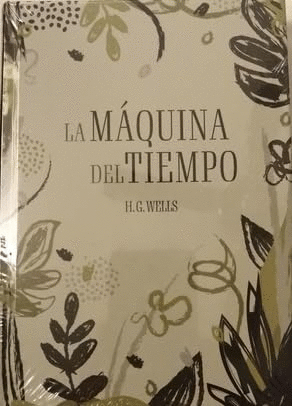 LA MÁQUINA
DEL TIEMPO
H.G. WELLS